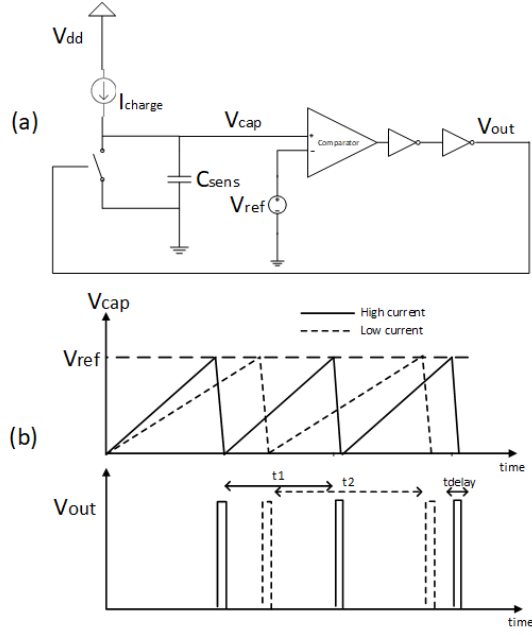 Vdd
Icharge
(a)
Vcap
Vout
+
Comparator
-
Csens
Vref
+
-
Vcap
High current
Low current
Vref
(b)
time
t1
t2
tdelay
Vout
time